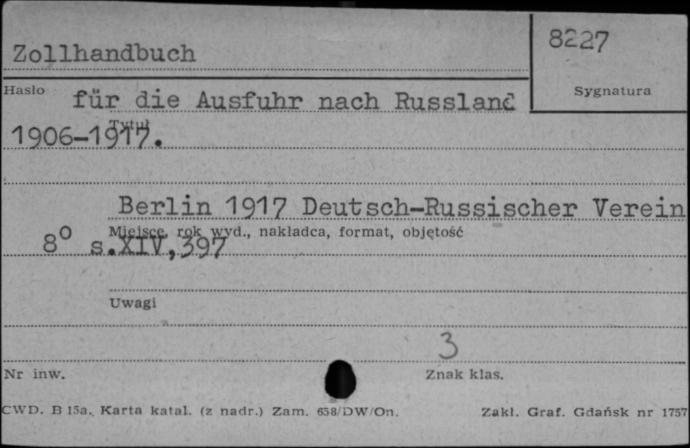 Zollhandbuch
8227
Hasło
Sygnatura
für die Ausfuhr nach Russland
Tytuł
1906-1917.
Berlin 1917 Deutsch-Russischer Verein
Miejsce, rok wyd., nakładca, format, objętość
8° s.XIV,397
Uwagi
3
Nr inw.
Znak klas.
CWD. B 15a. Karta katal. (z nadr.) Zam. 658/DW/On.
Zakł. Graf. Gdańsk nr 1757